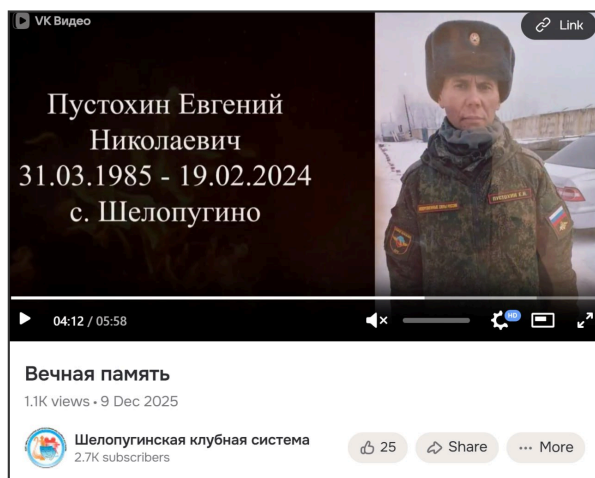 VK Видео
Link
Пустохин Евгений
Николаевич
31.03.1985 - 19.02.2024
с. Шелопугино
04:12 / 05:58
HD
Вечная память
1.1K views • 9 Dec 2025
Шелопугинская клубная система
2.7K subscribers
25
Share
More